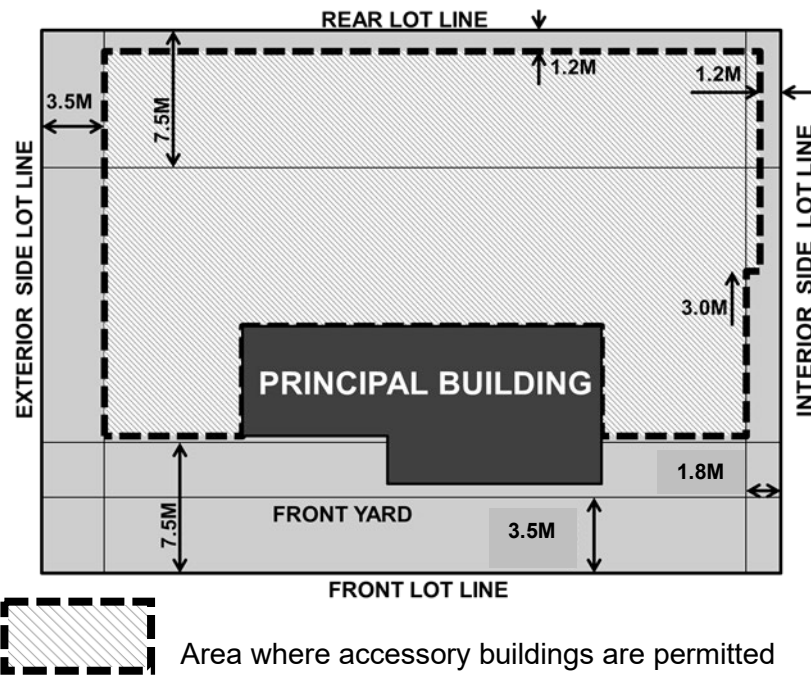 REAR LOT LINE
1.2M
1.2M
3.5M
7.5M
EXTERIOR SIDE LOT LINE
INTERIOR SIDE LOT LINE
3.0M
PRINCIPAL BUILDING
1.8M
7.5M
FRONT YARD
3.5M
FRONT LOT LINE
Area where accessory buildings are permitted